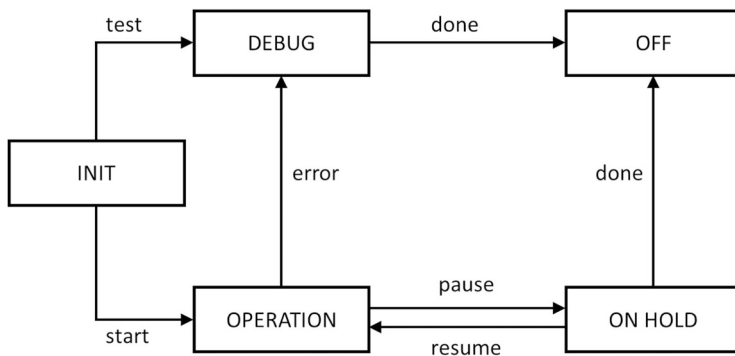 test
DEBUG
done
OFF
INIT
error
done
start
OPERATION
pause
resume
ON HOLD